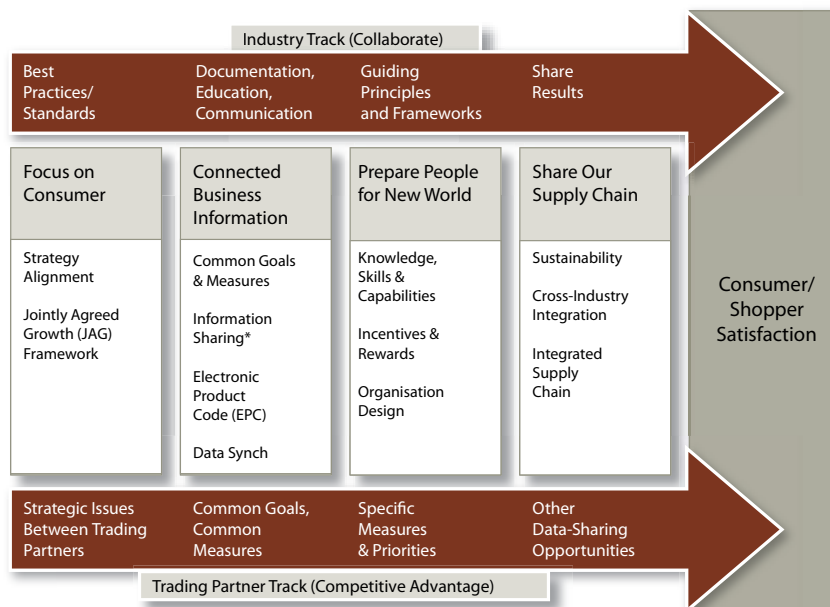 Industry Track (Collaborate)
Best
Practices/
Standards
Documentation,
Education,
Communication
Guiding
Principles
and Frameworks
Share
Results
Focus on
Consumer
Strategy
Alignment
Jointly Agreed
Growth (JAG)
Framework
Connected
Business
Information
Common Goals
& Measures
Information
Sharing*
Electronic
Product
Code (EPC)
Data Synch
Prepare People
for New World
Knowledge,
Skills &
Capabilities
Incentives &
Rewards
Organisation
Design
Share Our
Supply Chain
Sustainability
Cross-Industry
Integration
Integrated
Supply
Chain
Consumer/
Shopper
Satisfaction
Strategic Issues
Between Trading
Partners
Common Goals,
Common
Measures
Specific
Measures
& Priorities
Other
Data-Sharing
Opportunities
Trading Partner Track (Competitive Advantage)